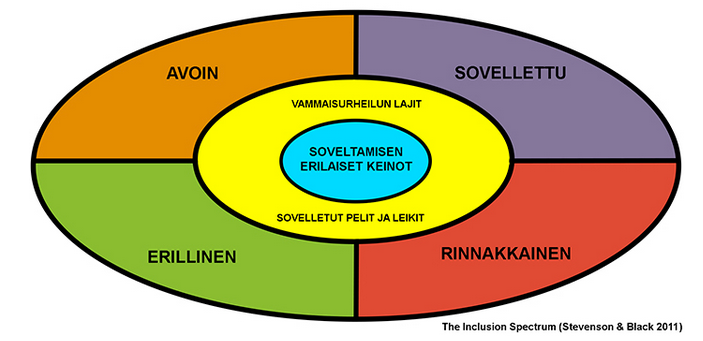 AVOIN
SOVELLETTU
VAMMAISURHEILUN LAJIT
SOVELTAMISEN
ERILAISET KEINOT
SOVELLETUT PELIT JA LEIKIT
ERILLINEN
RINNAKKAINEN
The Inclusion Spectrum (Stevenson & Black 2011)